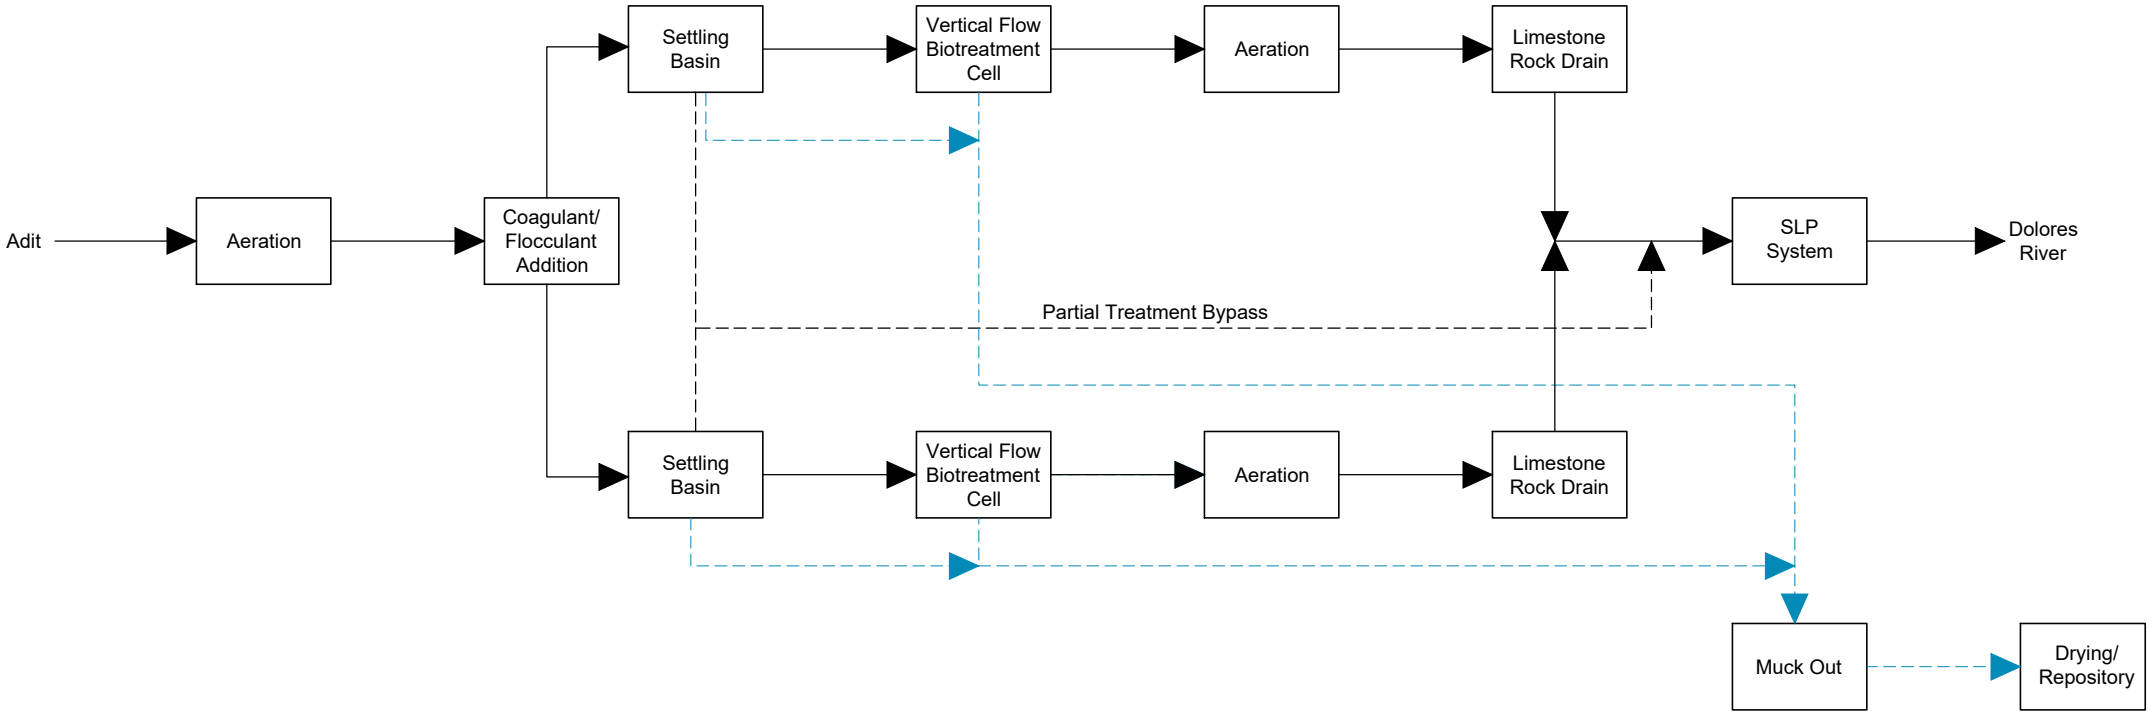 Settling
Basin
Vertical Flow
Biotreatment
Cell
Aeration
Limestone
Rock Drain
Adit
Aeration
Coagulant/
Flocculant
Addition
SLP
System
Dolores
River
Partial Treatment Bypass
Settling
Basin
Vertical Flow
Biotreatment
Cell
Aeration
Limestone
Rock Drain
Muck Out
Drying/
Repository